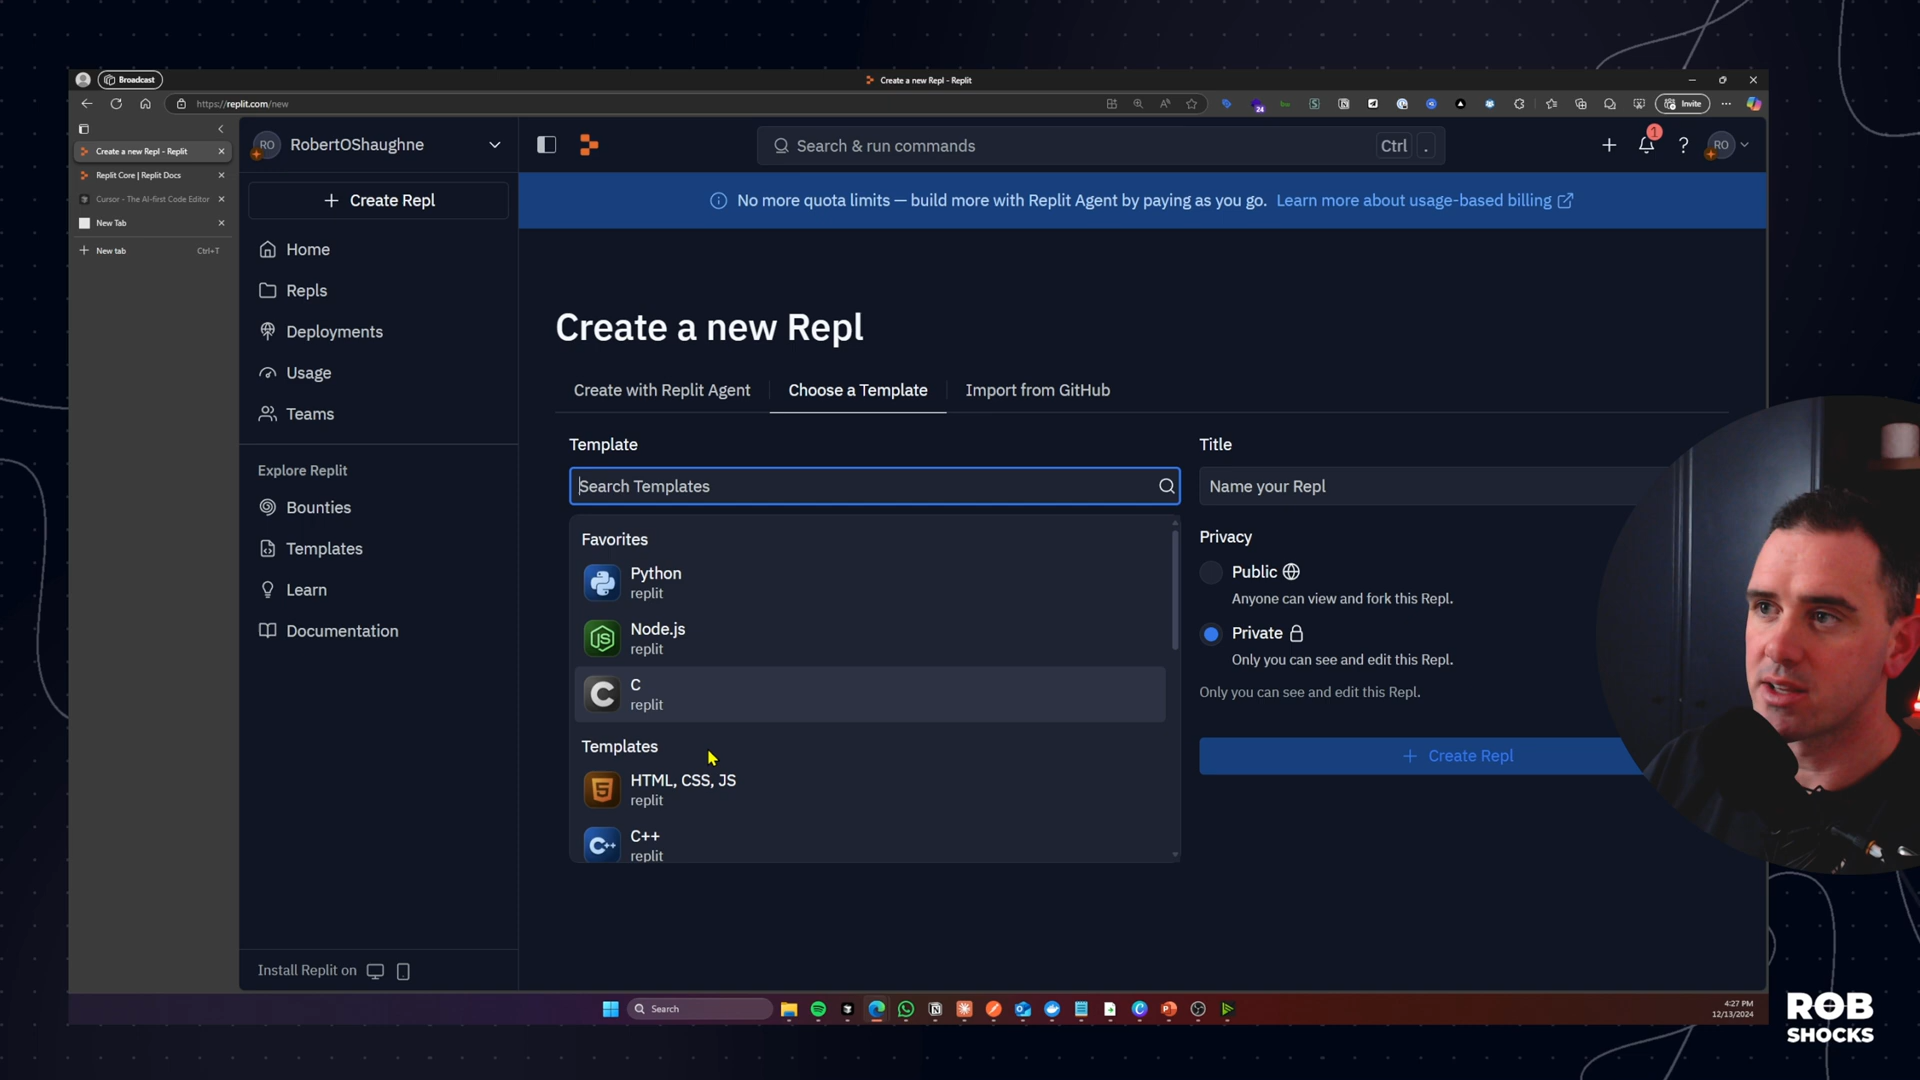 Broadcast
Create a new Repl - Replit
https://replit.com/new
24
Invite
Create a new Repl - Replit
Replit Core | Replit Docs
Cursor - The AI-first Code Editor
New Tab
New tab Ctrl+T
RO RobertOShaughne
Search & run commands Ctrl .
1
RO
Create Repl
No more quota limits — build more with Replit Agent by paying as you go. Learn more about usage-based billing
Home
Repls
Deployments
Usage
Teams
Explore Replit
Bounties
Templates
Learn
Documentation
Install Replit on
Create a new Repl
Create with Replit Agent
Choose a Template
Import from GitHub
Template
Search Templates
Favorites
Python
replit
Node.js
replit
C
replit
Templates
HTML, CSS, JS
replit
C++
replit
Title
Name your Repl
Privacy
Public
Anyone can view and fork this Repl.
Private
Only you can see and edit this Repl.
Only you can see and edit this Repl.
Create Repl
Search
4:27 PM
12/13/2024
ROB
SHOCKS